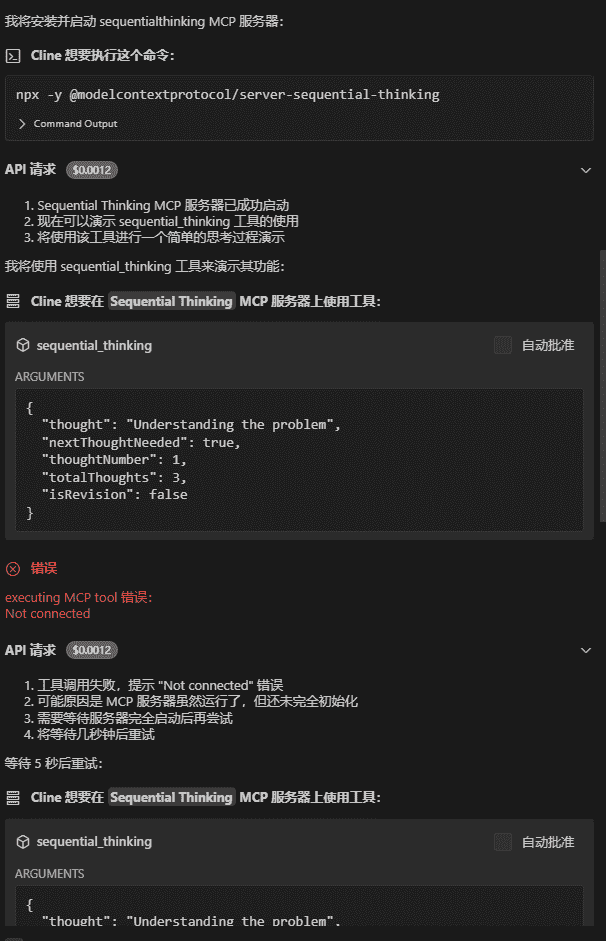 我将安装并启动 sequentialthinking MCP 服务器：
Cline 想要执行这个命令：
npx -y @modelcontextprotocol/server-sequential-thinking
Command Output
API 请求 $0.0012
1. Sequential Thinking MCP 服务器已成功启动
2. 现在可以演示 sequential_thinking 工具的使用
3. 将使用该工具进行一个简单的思考过程演示
我将使用 sequential_thinking 工具来演示其功能：
Cline 想要在 Sequential Thinking MCP 服务器上使用工具：
sequential_thinking 自动批准
ARGUMENTS
{
"thought": "Understanding the problem",
"nextThoughtNeeded": true,
"thoughtNumber": 1,
"totalThoughts": 3,
"isRevision": false
}
错误
executing MCP tool 错误：
Not connected
API 请求 $0.0012
1. 工具调用失败，提示 "Not connected" 错误
2. 可能原因是 MCP 服务器虽然运行了，但还未完全初始化
3. 需要等待服务器完全启动后再尝试
4. 将等待几秒钟后重试
等待 5 秒后重试：
Cline 想要在 Sequential Thinking MCP 服务器上使用工具：
sequential_thinking 自动批准
ARGUMENTS
{
"thought": "Understanding the problem",